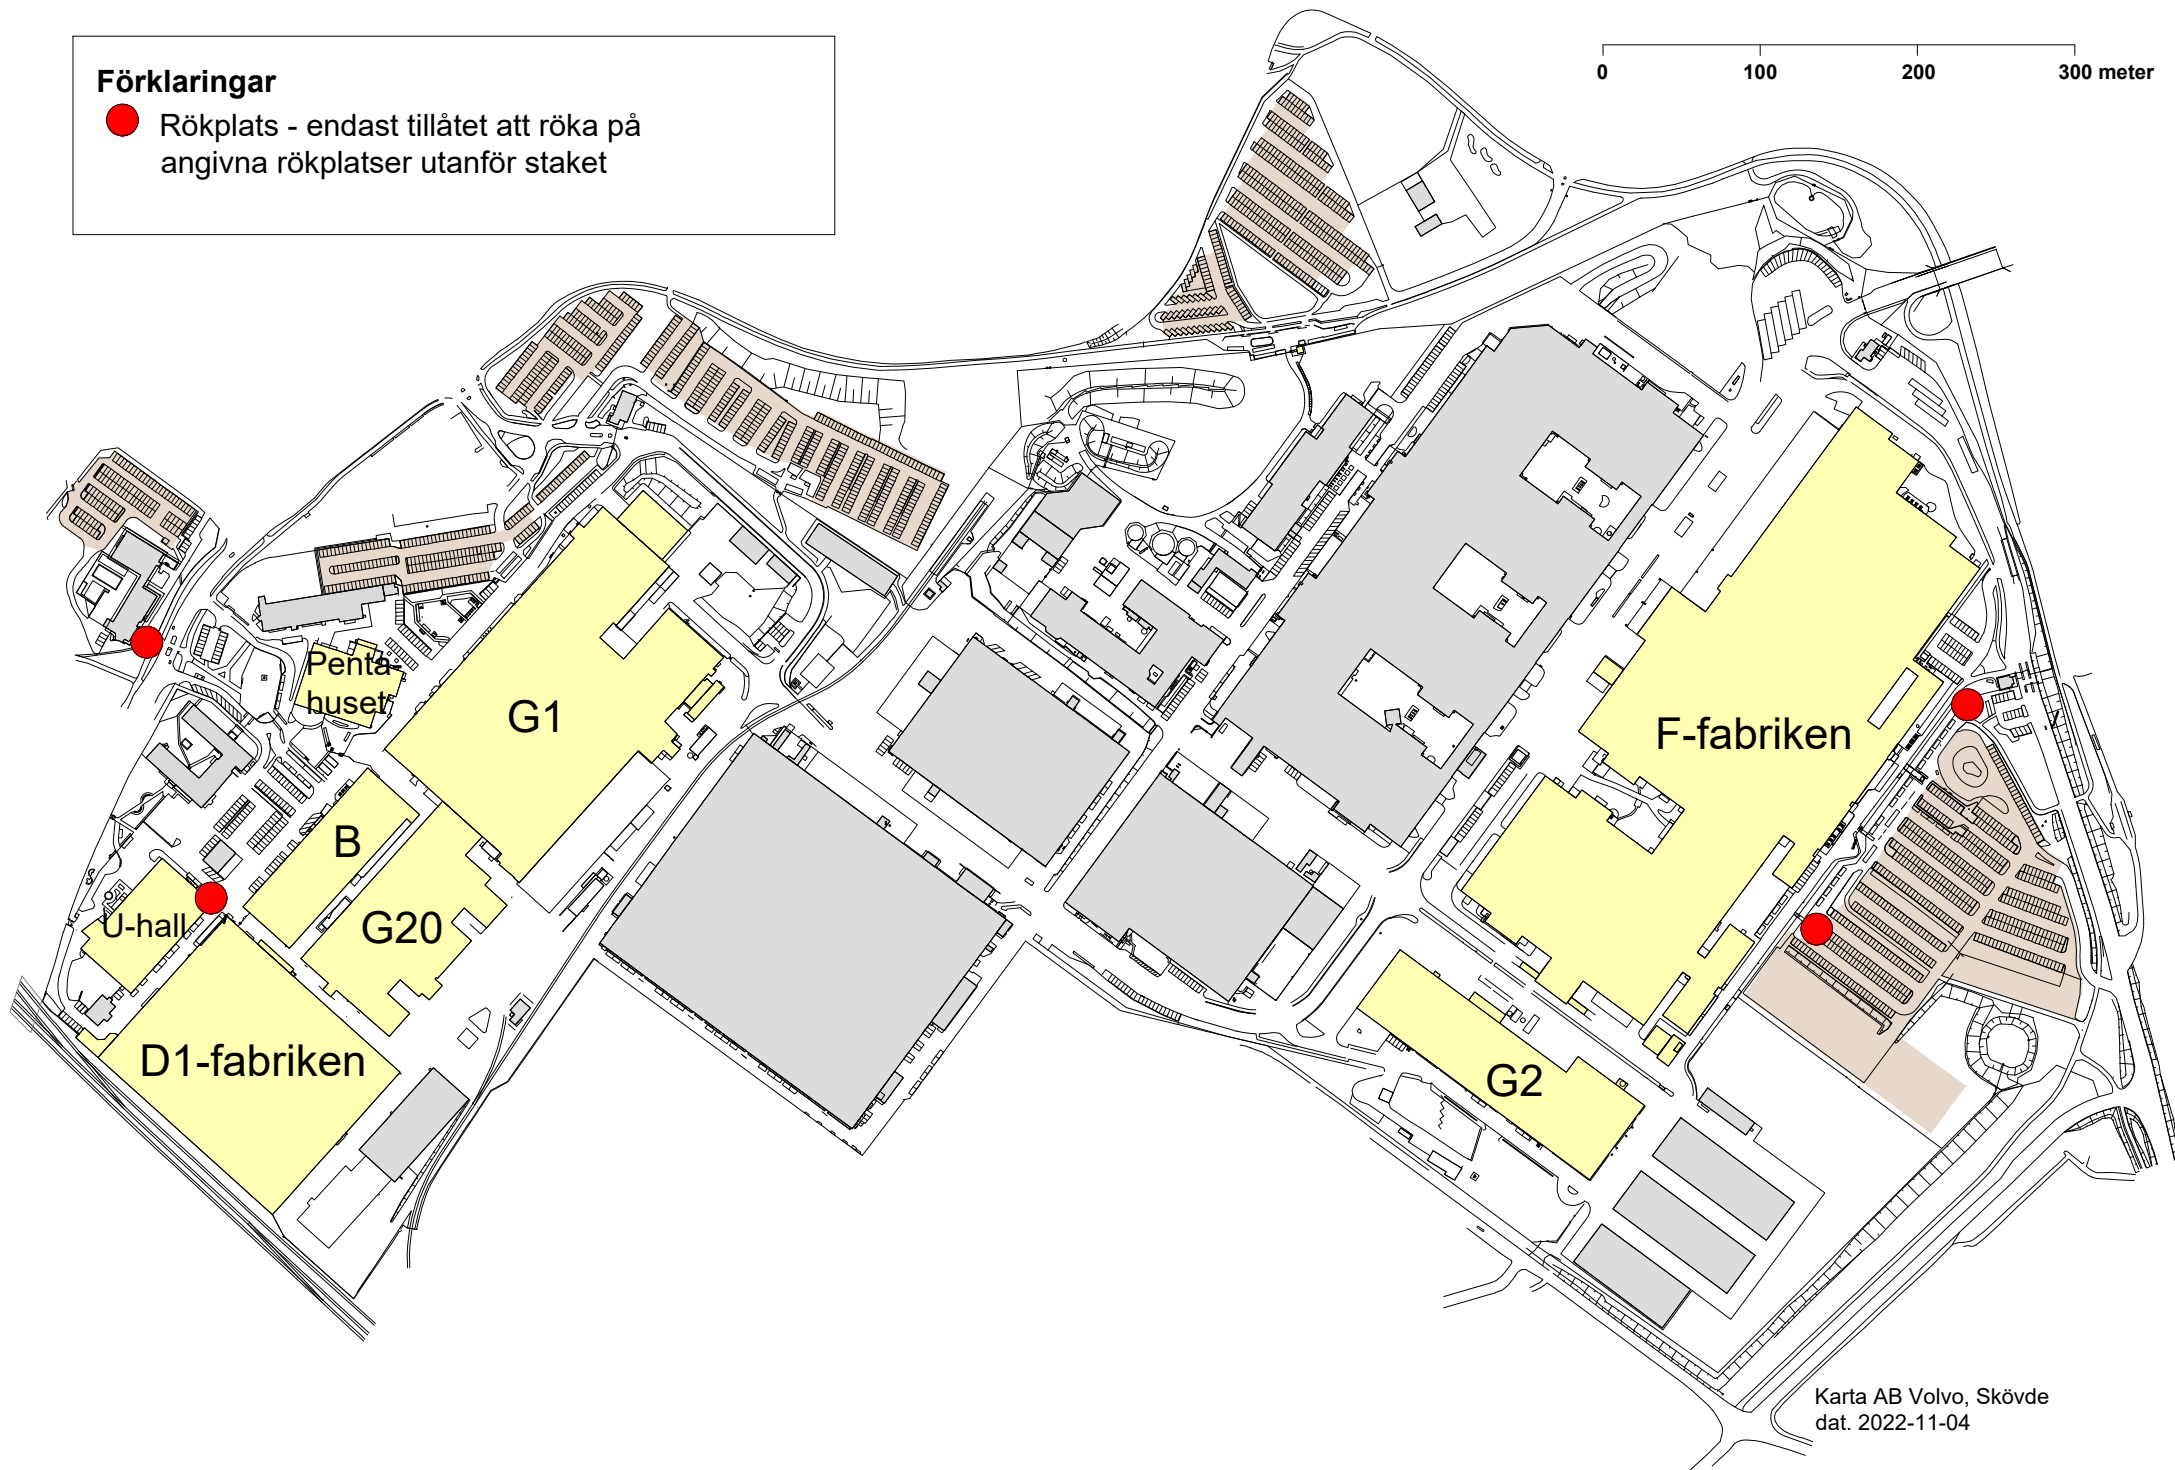 Förklaringar
Rökplats - endast tillåtet att röka på
angivna rökplatser utanför staket
0 100 200 300 meter
Penta-
huset
G1
F-fabriken
B
U-hall
G20
D1-fabriken
G2
Karta AB Volvo, Skövde
dat. 2022-11-04